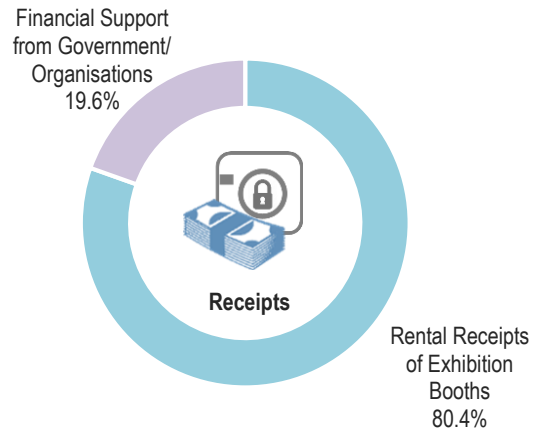 Financial Support
from Government/
Organisations
19.6%
Receipts
Rental Receipts
of Exhibition
Booths
80.4%